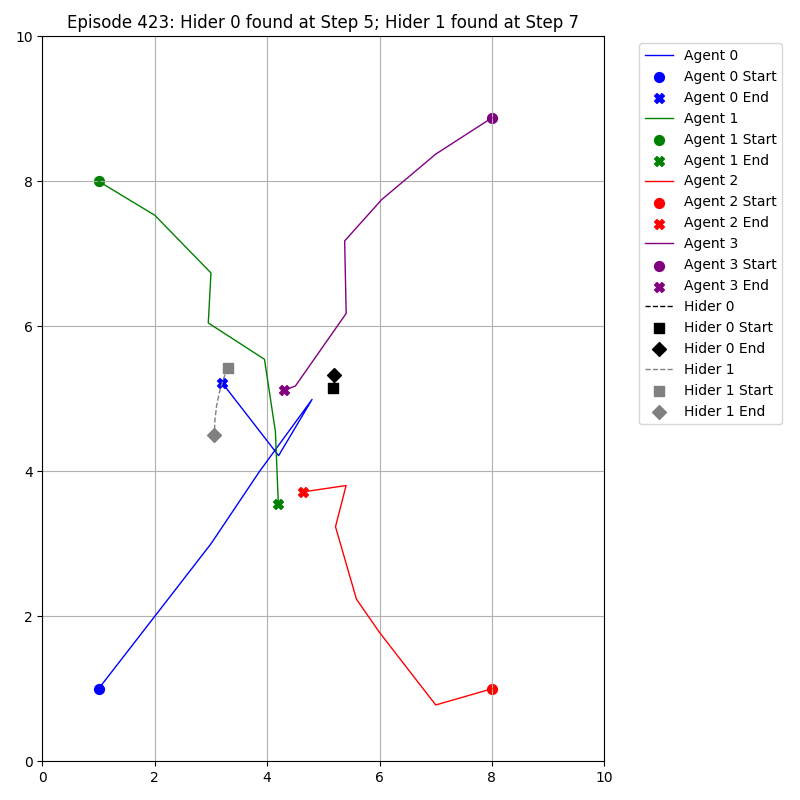 Episode 423: Hider 0 found at Step 5; Hider 1 found at Step 7
10
8
6
4
2
0
0 2 4 6 8 10
Agent 0
Agent 0 Start
Agent 0 End
Agent 1
Agent 1 Start
Agent 1 End
Agent 2
Agent 2 Start
Agent 2 End
Agent 3
Agent 3 Start
Agent 3 End
Hider 0
Hider 0 Start
Hider 0 End
Hider 1
Hider 1 Start
Hider 1 End